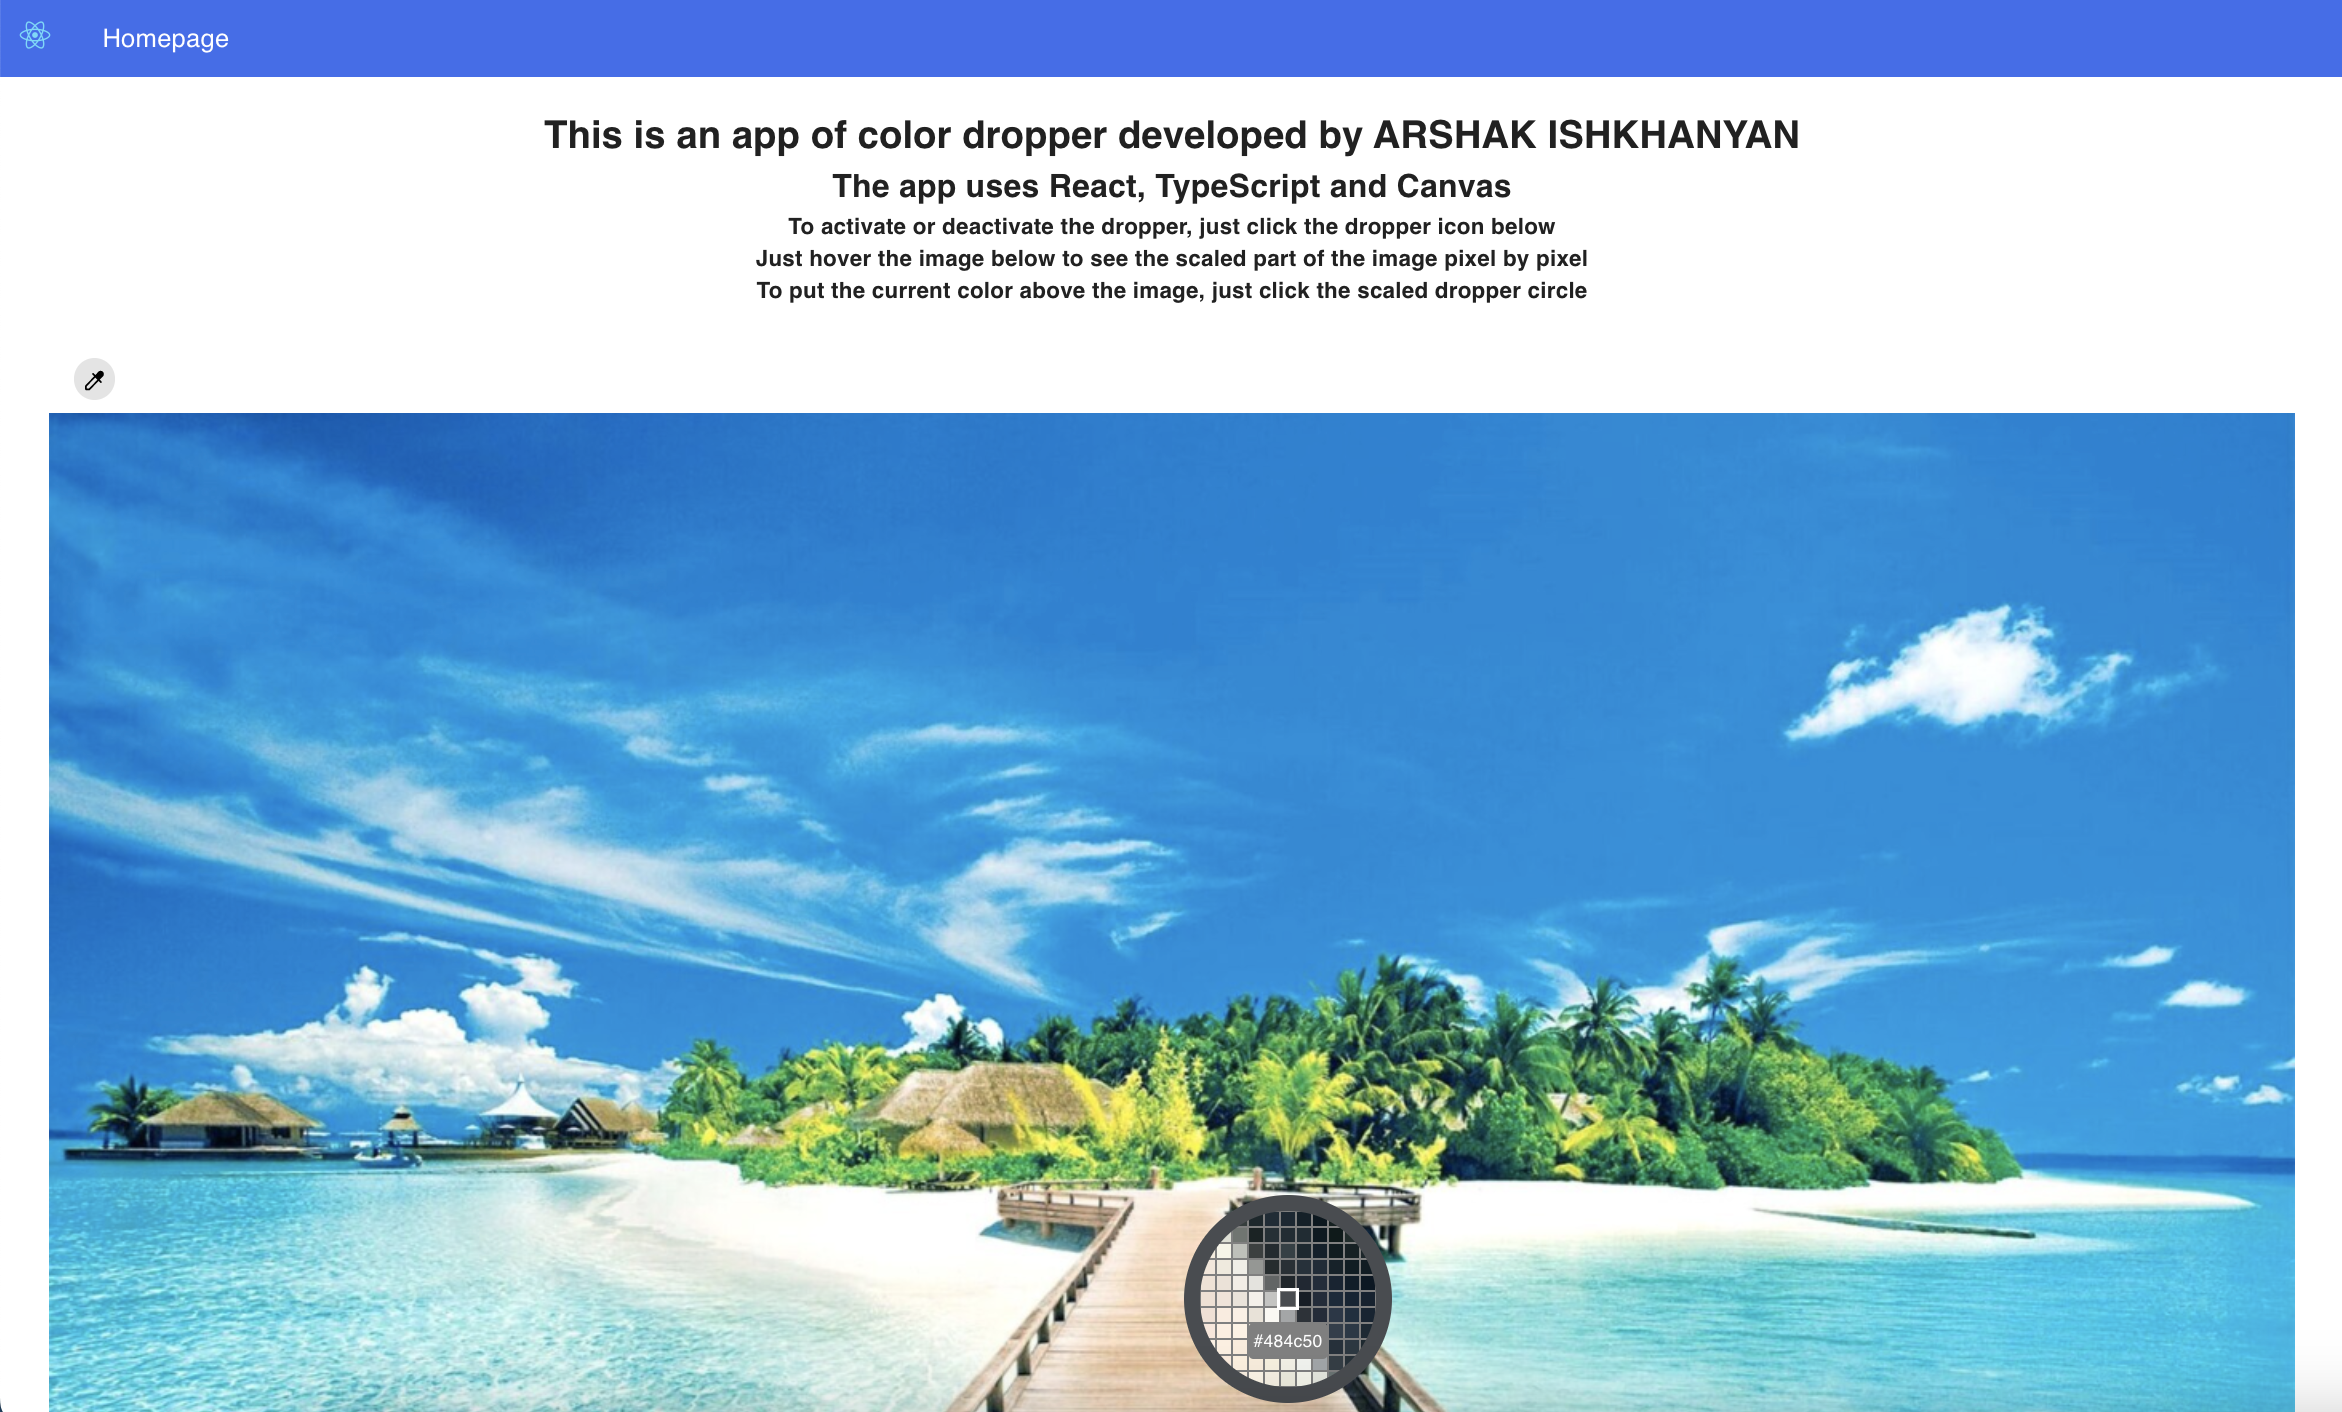 Homepage
This is an app of color dropper developed by ARSHAK ISHKHANYAN
The app uses React, TypeScript and Canvas
To activate or deactivate the dropper, just click the dropper icon below
Just hover the image below to see the scaled part of the image pixel by pixel
To put the current color above the image, just click the scaled dropper circle
#484c50